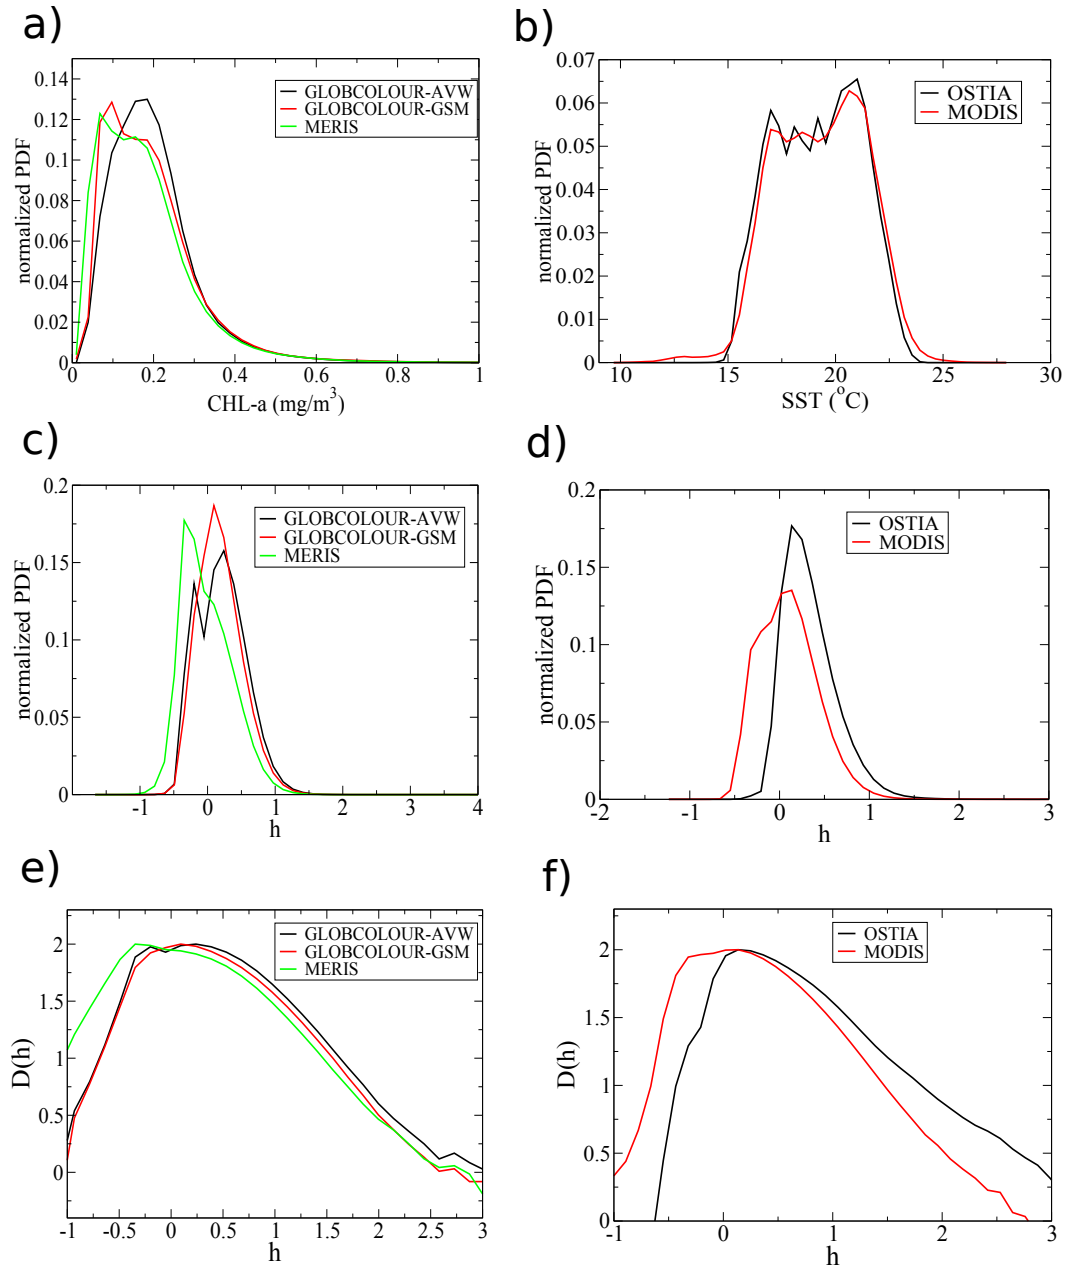 a)
normalized PDF
0.14
0.12
0.1
0.08
0.06
0.04
0.02
0
0 0.2 0.4 0.6 0.8 1
CHL-a (mg/m³)
GLOBCOLOUR-AVW
GLOBCOLOUR-GSM
MERIS
b)
normalized PDF
0.07
0.06
0.05
0.04
0.03
0.02
0.01
0
10 15 20 25 30
SST (°C)
OSTIA
MODIS
c)
normalized PDF
0.2
0.15
0.1
0.05
0
-1 0 1 2 3 4
h
GLOBCOLOUR-AVW
GLOBCOLOUR-GSM
MERIS
d)
normalized PDF
0.2
0.15
0.1
0.05
0
-2 -1 0 1 2 3
h
OSTIA
MODIS
e)
D(h)
2
1.5
1
0.5
0
-1 -0.5 0 0.5 1 1.5 2 2.5 3
h
GLOBCOLOUR-AVW
GLOBCOLOUR-GSM
MERIS
f)
D(h)
2
1.5
1
0.5
0
-1 0 1 2 3
h
OSTIA
MODIS